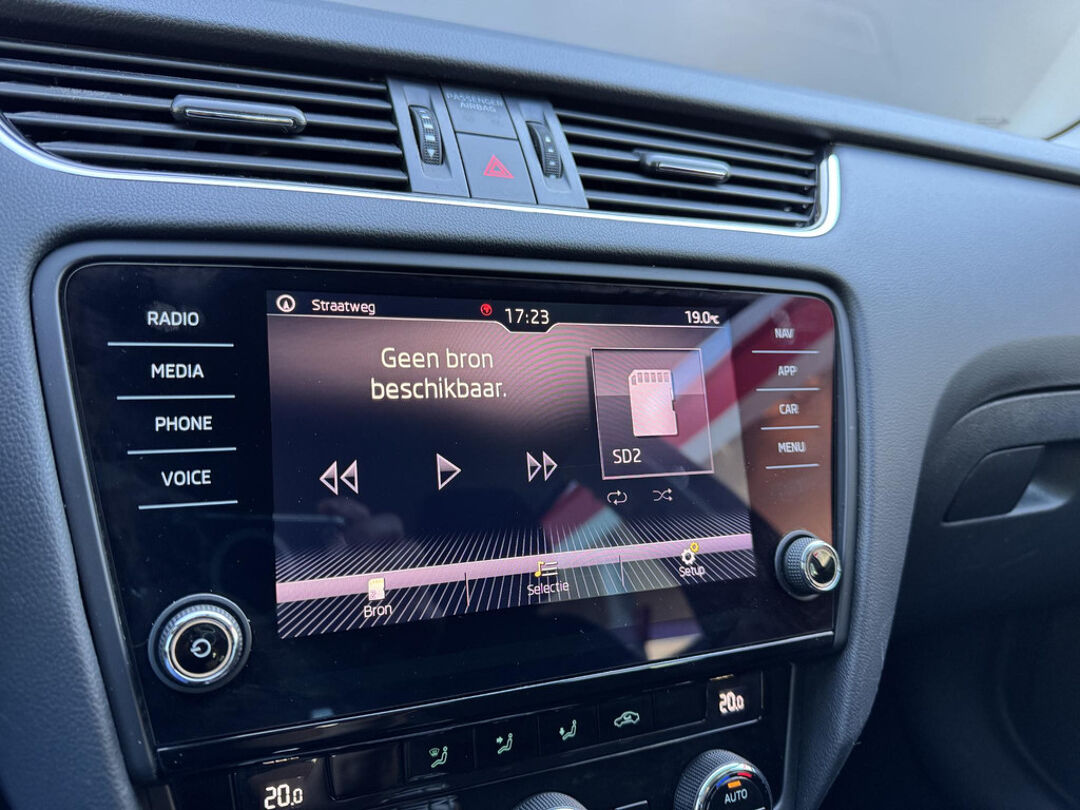 PASSENGER
AIRBAG
Straatweg
17:23
19.0°C
RADIO
MEDIA
PHONE
VOICE
Geen bron
beschikbaar.
SD2
NAV
APP
CAR
MENU
Bron
Selectie
Setup
20.0
20.0
AUTO